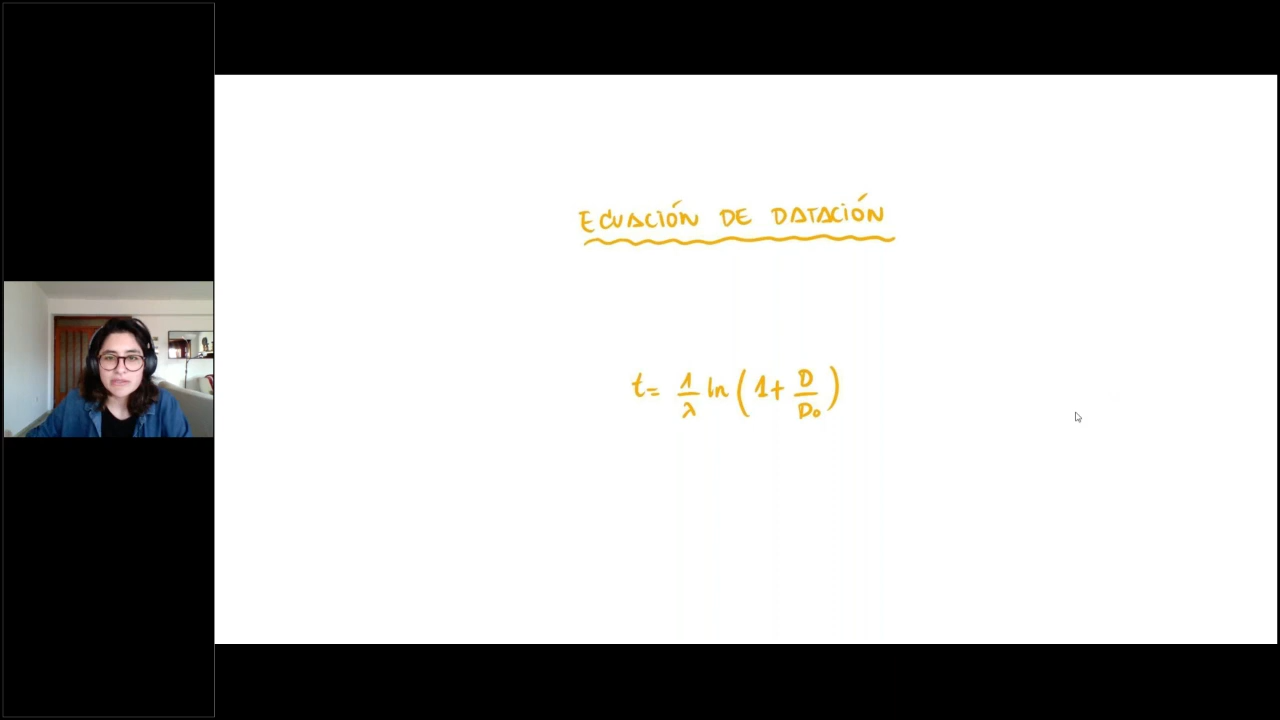 ECUACIÓN DE DATACIÓN
t= 1/λ ln (1+ D/D₀)